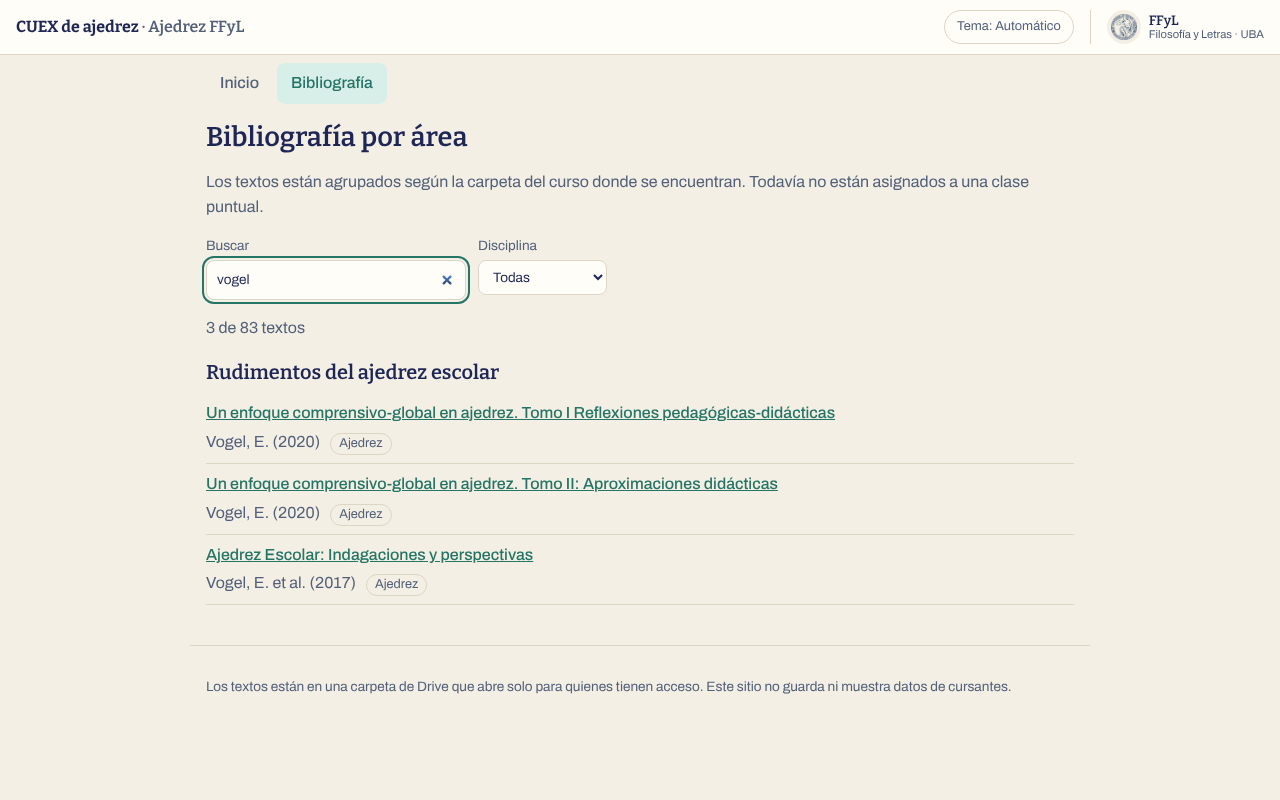 CUEX de ajedrez · Ajedrez FFyL
Tema: Automático
FFyL
Filosofía y Letras · UBA
Inicio
Bibliografía
Bibliografía por área
Los textos están agrupados según la carpeta del curso donde se encuentran. Todavía no están asignados a una clase
puntual.
Buscar
Disciplina
vogel
Todas
3 de 83 textos
Rudimentos del ajedrez escolar
Un enfoque comprensivo-global en ajedrez. Tomo I Reflexiones pedagógicas-didácticas
Vogel, E. (2020) Ajedrez
Un enfoque comprensivo-global en ajedrez. Tomo II: Aproximaciones didácticas
Vogel, E. (2020) Ajedrez
Ajedrez Escolar: Indagaciones y perspectivas
Vogel, E. et al. (2017) Ajedrez
Los textos están en una carpeta de Drive que abre solo para quienes tienen acceso. Este sitio no guarda ni muestra datos de cursantes.